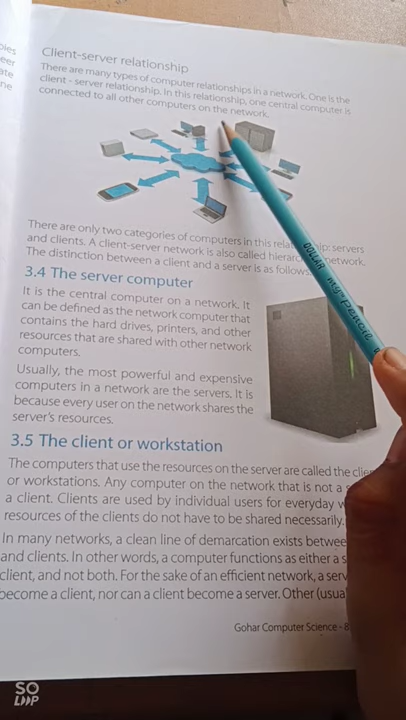 oles
eer
ate
ne
Client-server relationship
There are many types of computer relationships in a network. One is the
client - server relationship. In this relationship, one central computer is
connected to all other computers on the network.
There are only two categories of computers in this servers
and clients. A client-server network is also called network.
The distinction between a client and a server is as follows
3.4 The server computer
It is the central computer on a network. It
can be defined as the network computer that
contains the hard drives, printers, and other
resources that are shared with other network
computers.
Usually, the most powerful and expensive
computers in a network are the servers. It is
because every user on the network shares the
server's resources.
3.5 The client or workstation
The computers that use the resources on the server are called the
or workstations. Any computer on the network that is not a
a client. Clients are used by individual users for everyday
resources of the clients do not have to be shared necessarily.
In many networks, a clean line of demarcation exists
and clients. In other words, a computer functions as either a
client, and not both. For the sake of an efficient network, a
become a client, nor can a client become a server. Other
Gohar Computer Science - 8
DOLLAR my-Pencil
SO
LOOP